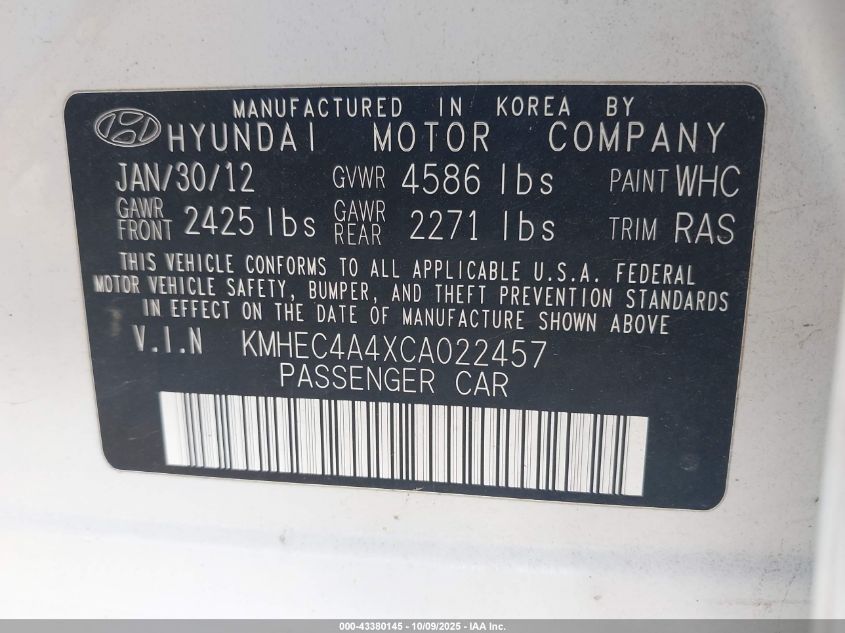 MANUFACTURED IN KOREA BY
HYUNDAI MOTOR COMPANY
JAN/30/12 GVWR 4586 lbs PAINT WHC
GAWR FRONT 2425 lbs GAWR REAR 2271 lbs TRIM RAS
THIS VEHICLE CONFORMS TO ALL APPLICABLE U.S.A. FEDERAL
MOTOR VEHICLE SAFETY, BUMPER, AND THEFT PREVENTION STANDARDS
IN EFFECT ON THE DATE OF MANUFACTURE SHOWN ABOVE
V.I.N KMHEC4A4XCA022457
PASSENGER CAR
000-43380145 - 10/09/2025 - IAA Inc.